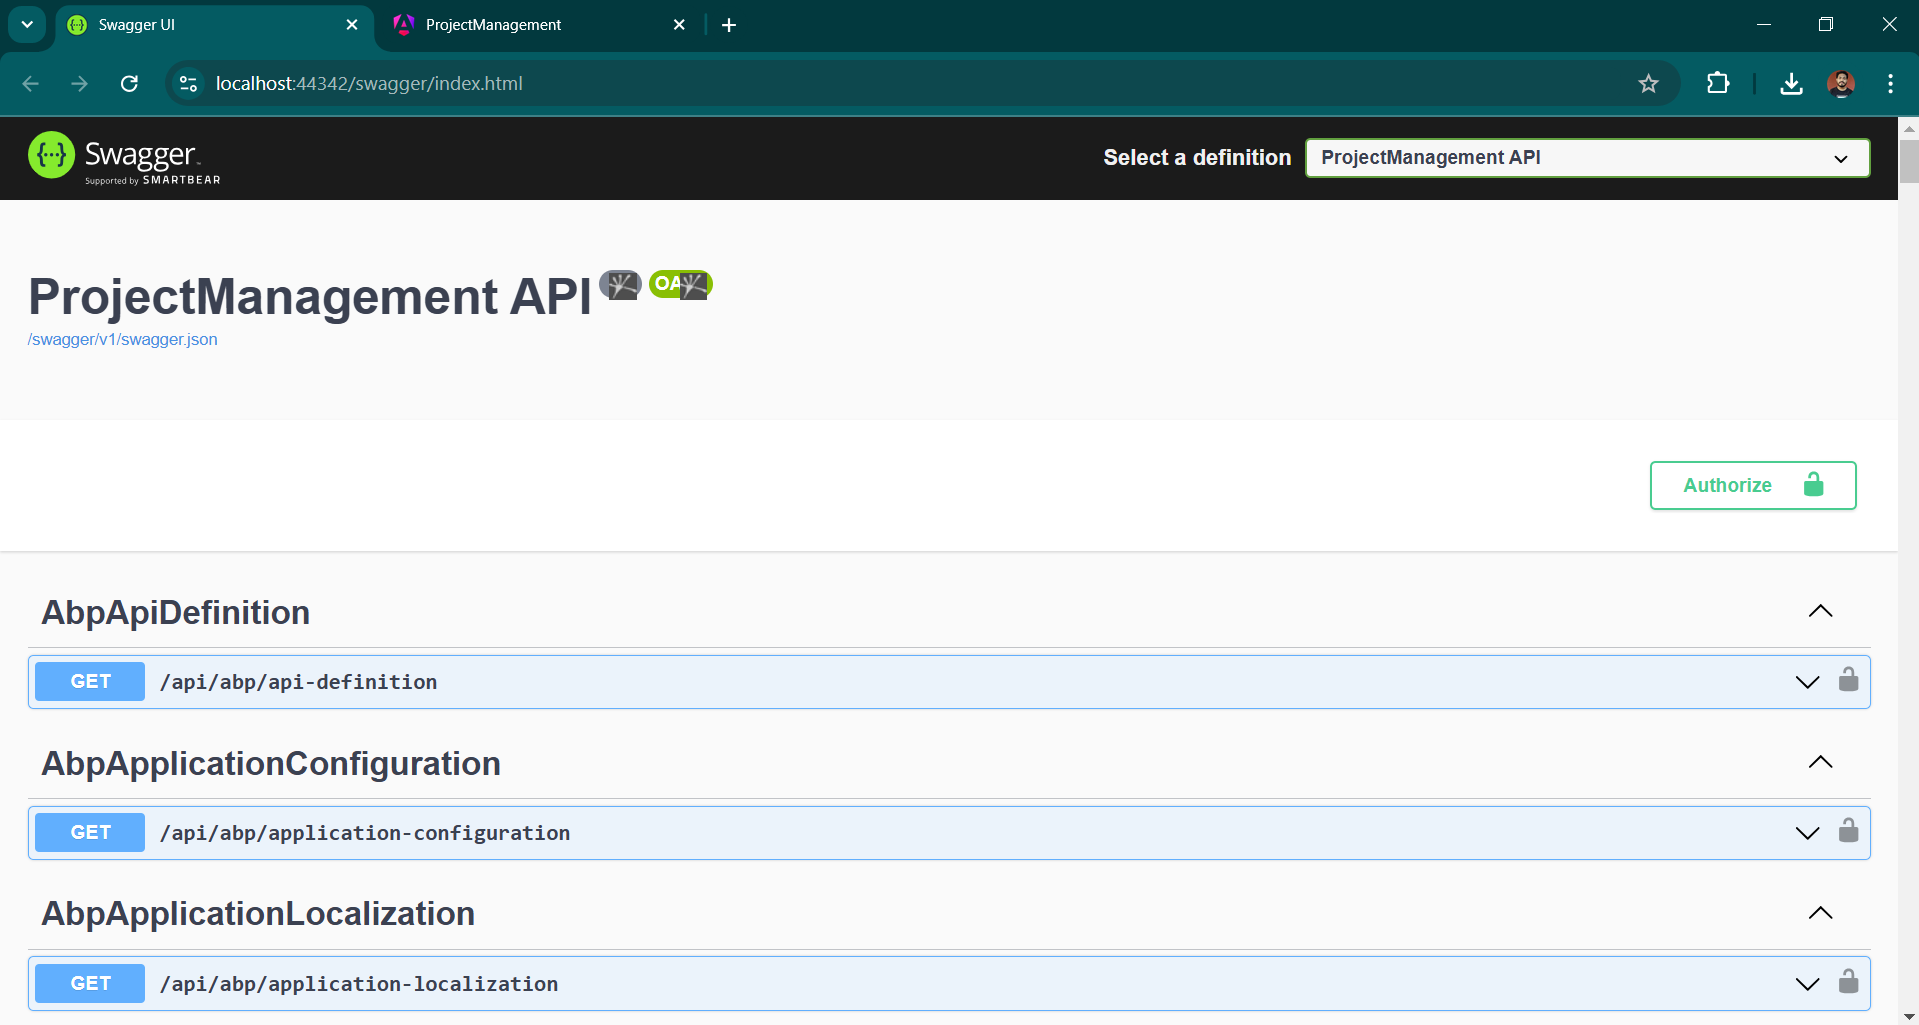 Swagger UI
ProjectManagement
localhost:44342/swagger/index.html
Swagger
Supported by SMARTBEAR
Select a definition
ProjectManagement API
ProjectManagement API
/swagger/v1/swagger.json
Authorize
AbpApiDefinition
GET /api/abp/api-definition
AbpApplicationConfiguration
GET /api/abp/application-configuration
AbpApplicationLocalization
GET /api/abp/application-localization